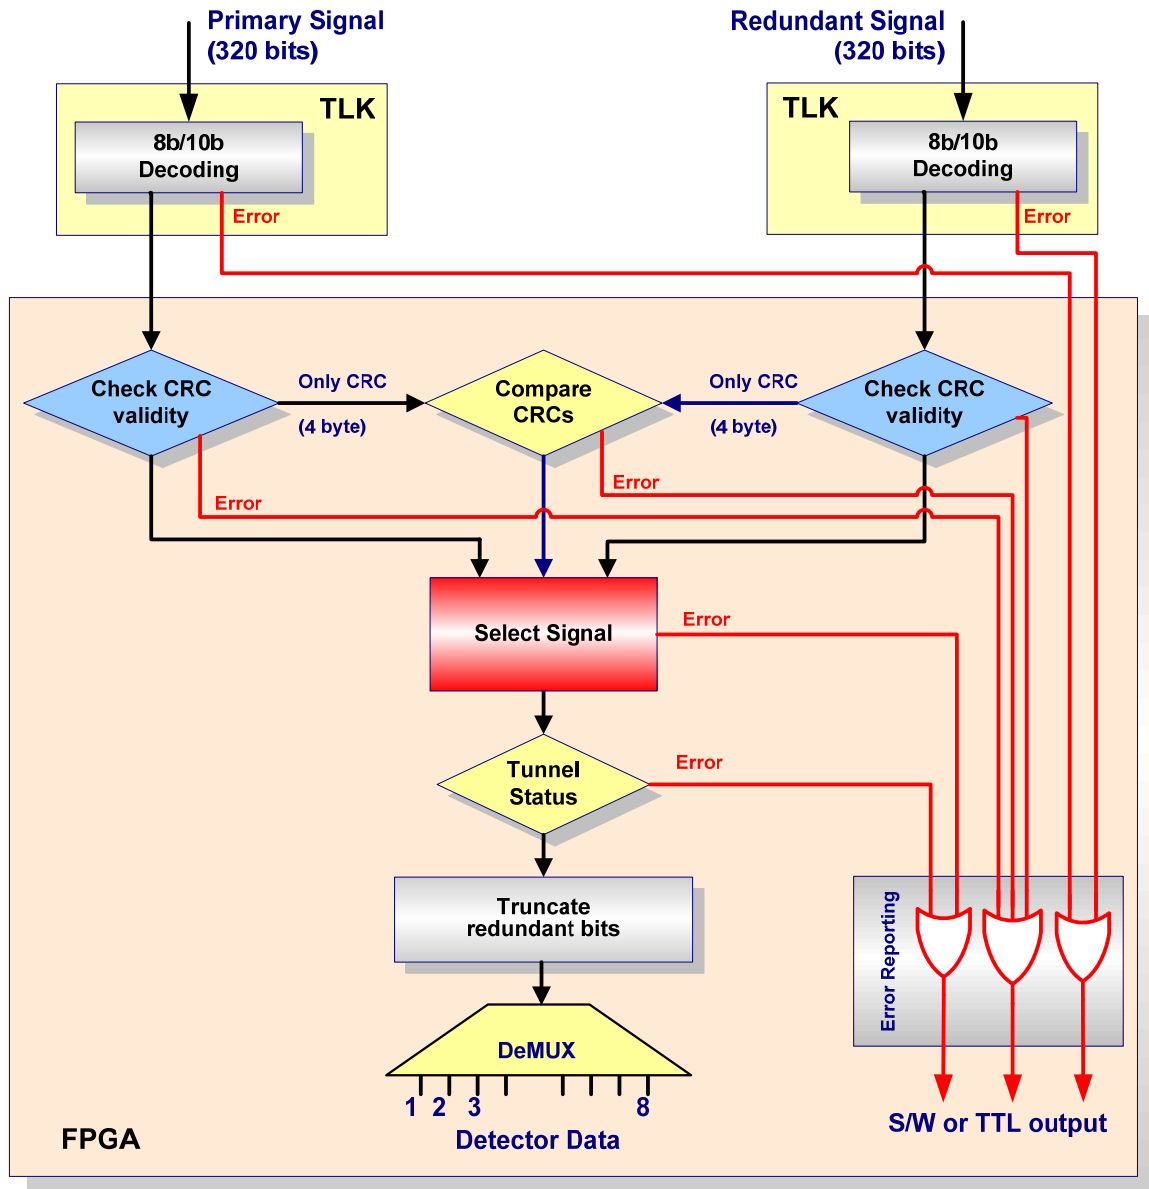 Primary Signal
(320 bits)
Redundant Signal
(320 bits)
TLK
8b/10b
Decoding
Error
TLK
8b/10b
Decoding
Error
Check CRC
validity
Only CRC
(4 byte)
Compare
CRCs
Only CRC
(4 byte)
Check CRC
validity
Error
Error
Select Signal
Error
Tunnel
Status
Error
Truncate
redundant bits
Error Reporting
DeMUX
1 2 3 8
Detector Data
S/W or TTL output
FPGA